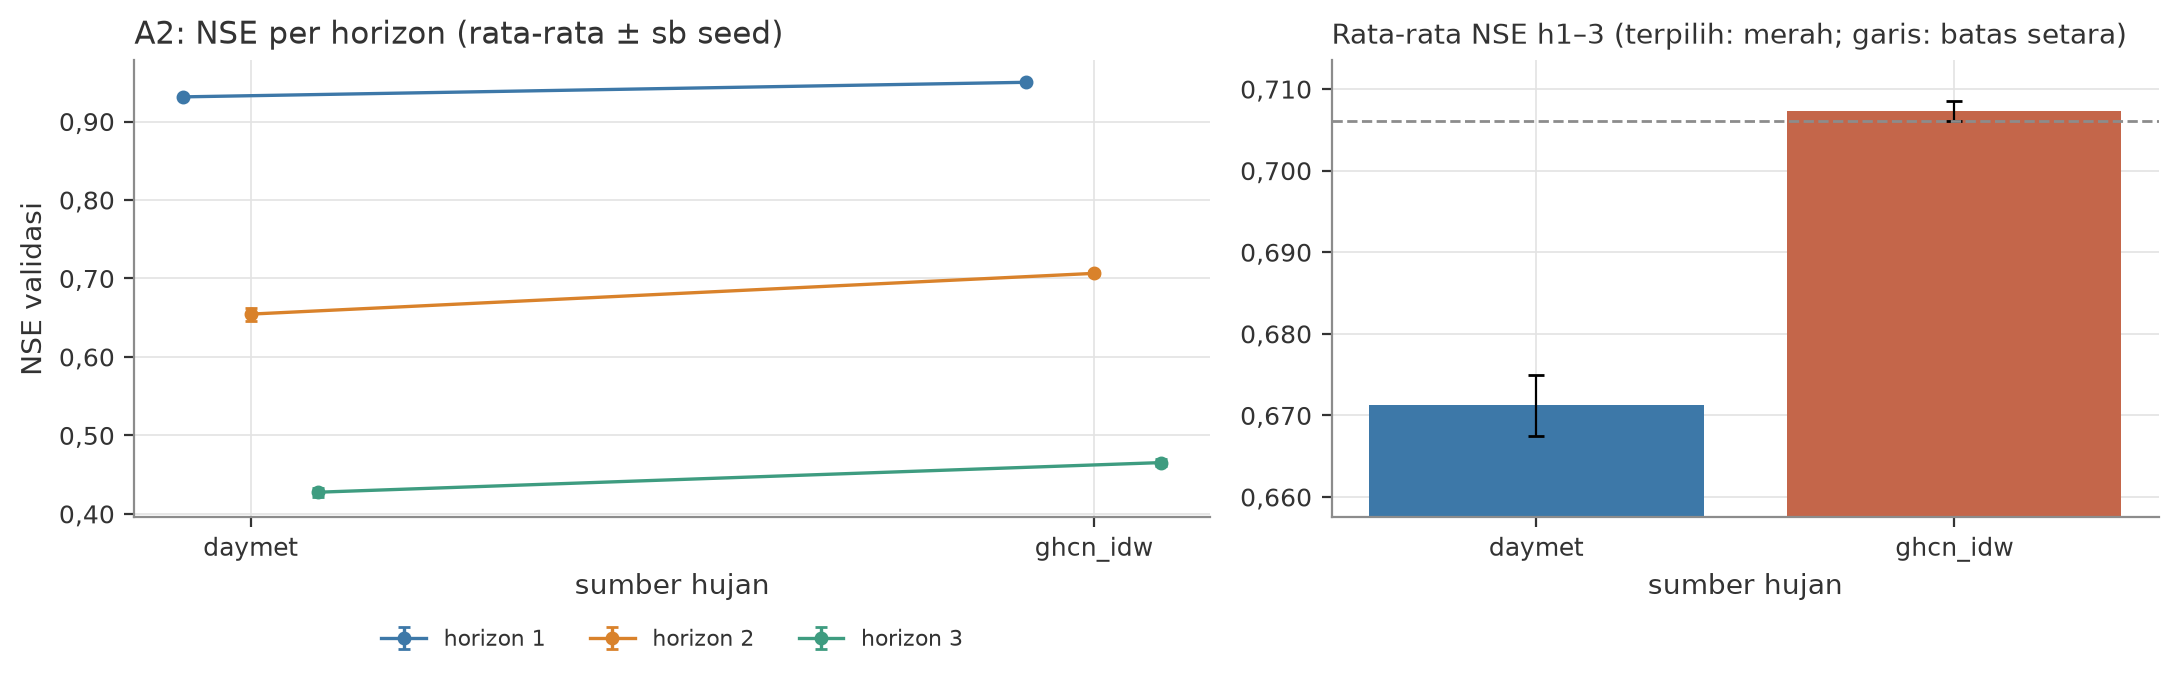 A2: NSE per horizon (rata-rata ± sb seed)
NSE validasi
0,90
0,80
0,70
0,60
0,50
0,40
daymet
ghcn_idw
sumber hujan
horizon 1
horizon 2
horizon 3
Rata-rata NSE h1–3 (terpilih: merah; garis: batas setara)
0,710
0,700
0,690
0,680
0,670
0,660
daymet
ghcn_idw
sumber hujan